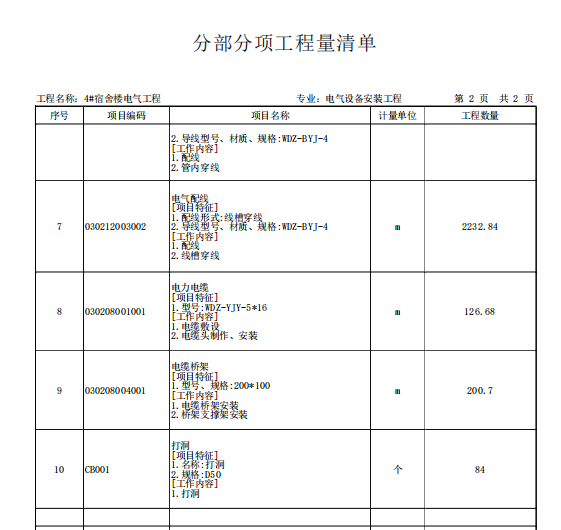 分部分项工程量清单
工程名称: 4#宿舍楼电气工程 专业: 电气设备安装工程 第 2 页 共 2 页
序号 项目编码 项目名称 计量单位 工程数量
2.导线型号、材质、规格:WDZ-BYJ-4
[工作内容]
1.配线
2.管内穿线
7 030212003002 m 2232.84
电气配线
[项目特征]
1.配线形式:线槽穿线
2.导线型号、材质、规格:WDZ-BYJ-4
[工作内容]
1.配线
2.线槽穿线
8 030208001001 m 126.68
电力电缆
[项目特征]
1.型号:WDZ-YJY-5*16
[工作内容]
1.电缆敷设
2.电缆头制作、安装
9 030208004001 m 200.7
电缆桥架
[项目特征]
1.型号、规格:200*100
[工作内容]
1.电缆桥架安装
2.桥架支撑架安装
10 CB001 个 84
打洞
[项目特征]
1.名称:打洞
2.规格:D50
[工作内容]
1.打洞